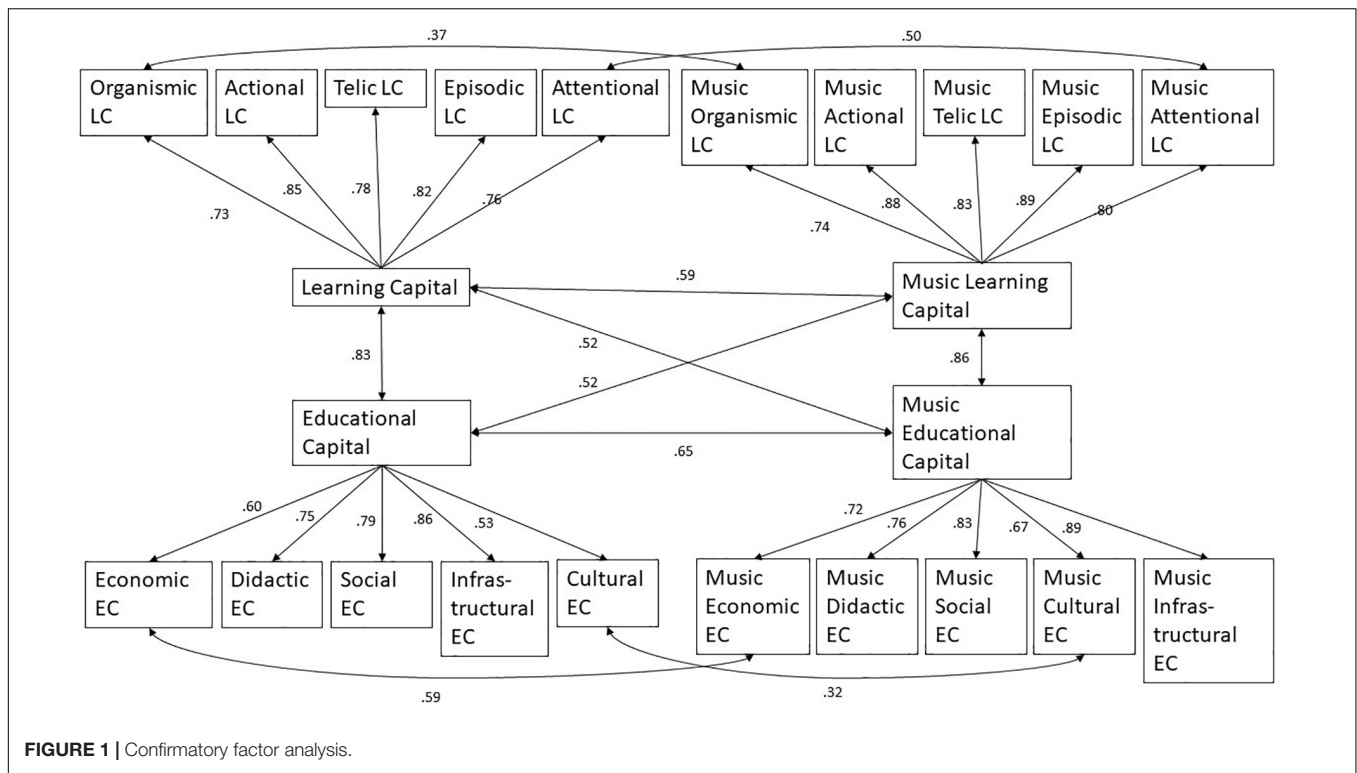 .37
.50
Organismic
LC
Actional
LC
Telic LC
Episodic
LC
Attentional
LC
Music
Organismic
LC
Music
Actional
LC
Music
Telic LC
Music
Episodic
LC
Music
Attentional
LC
.73
.85
.78
.82
.76
.74
.88
.83
.89
.80
Learning Capital
.59
Music Learning
Capital
.83
.52
.52
.86
Educational
Capital
.65
Music
Educational
Capital
.60
.75
.79
.86
.53
.72
.76
.83
.67
.89
Economic
EC
Didactic
EC
Social
EC
Infras-
tructural
EC
Cultural
EC
Music
Economic
EC
Music
Didactic
EC
Music
Social
EC
Music
Cultural
EC
Music
Infras-
tructural
EC
.59
.32
FIGURE 1 | Confirmatory factor analysis.